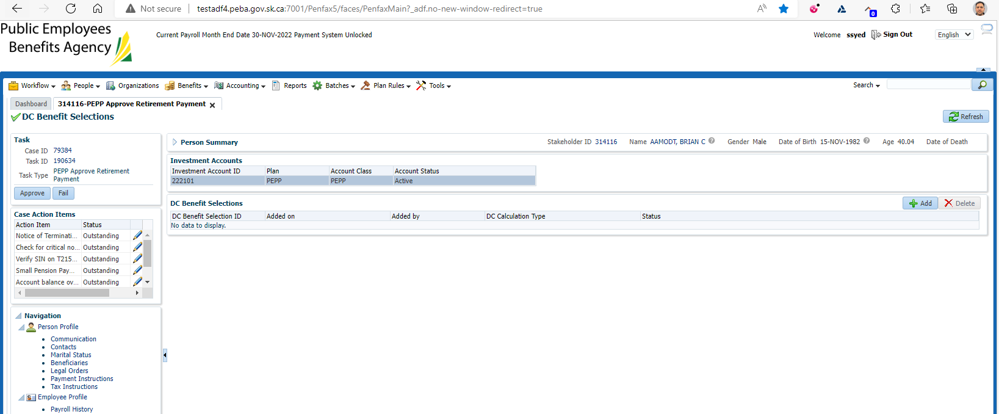 Not secure testadf4.peba.gov.sk.ca:7001/Penfax5/faces/PenfaxMain?_adf.no-new-window-redirect=true
0
Public Employees
Benefits Agency
Current Payroll Month End Date 30-NOV-2022 Payment System Unlocked
Welcome ssyed Sign Out English
Workflow People Organizations Benefits Accounting Reports Batches Plan Rules Tools Search
Dashboard 314116-PEPP Approve Retirement Payment
DC Benefit Selections
Refresh
Task
Case ID 79384
Task ID 190634
Task Type PEPP Approve Retirement
Payment
Approve Fail
Case Action Items
Action Item Status
Notice of Terminati... Outstanding
Check for critical no... Outstanding
Verify SIN on T215... Outstanding
Small Pension Pay... Outstanding
Account balance ov... Outstanding
Navigation
Person Profile
Communication
Contacts
Marital Status
Beneficiaries
Legal Orders
Payment Instructions
Tax Instructions
Employee Profile
Payroll History
Person Summary Stakeholder ID 314116 Name AAMODT, BRIAN C Gender Male Date of Birth 15-NOV-1982 Age 40.04 Date of Death
Investment Accounts
Investment Account ID Plan Account Class Account Status
222101 PEPP PEPP Active
DC Benefit Selections Add Delete
DC Benefit Selection ID Added on Added by DC Calculation Type Status
No data to display.